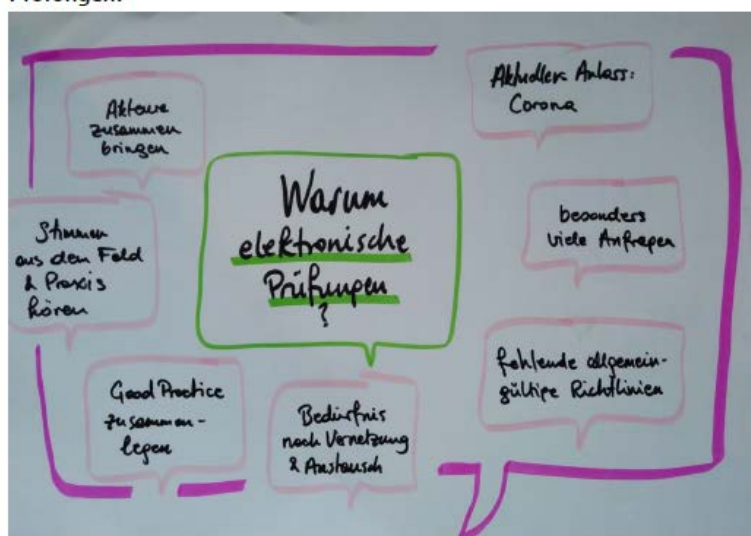 Warum
elektronische
Prüfungen
?
Akteure
zusammen
bringen
Stimmen
aus dem Feld
& Praxis
hören
Good Practice
zusammen-
legen
Bedürfnis
nach Vernetzung
& Austausch
Aktueller Anlass:
Corona
besonders
viele Anfragen
fehlende allgemein-
gültige Richtlinien